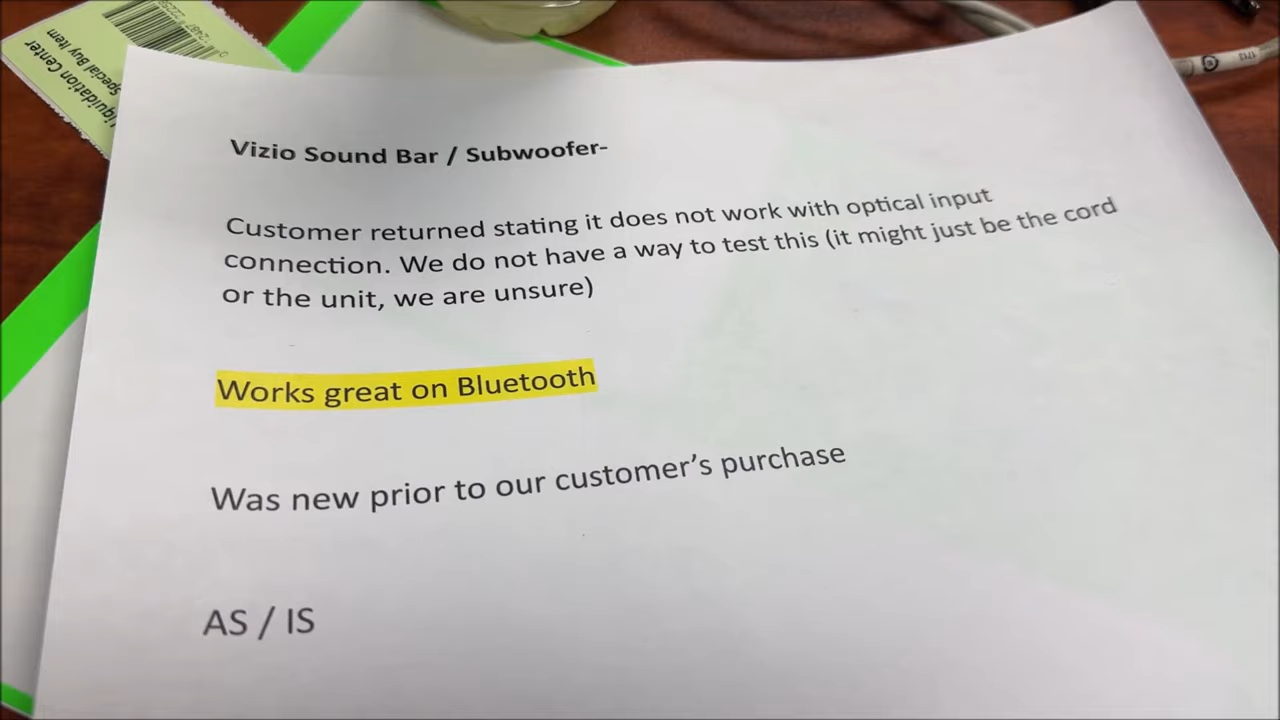 Liquidation Center
Special Buy Item
Vizio Sound Bar / Subwoofer-
Customer returned stating it does not work with optical input
connection. We do not have a way to test this (it might just be the cord
or the unit, we are unsure)
Works great on Bluetooth
Was new prior to our customer's purchase
AS / IS